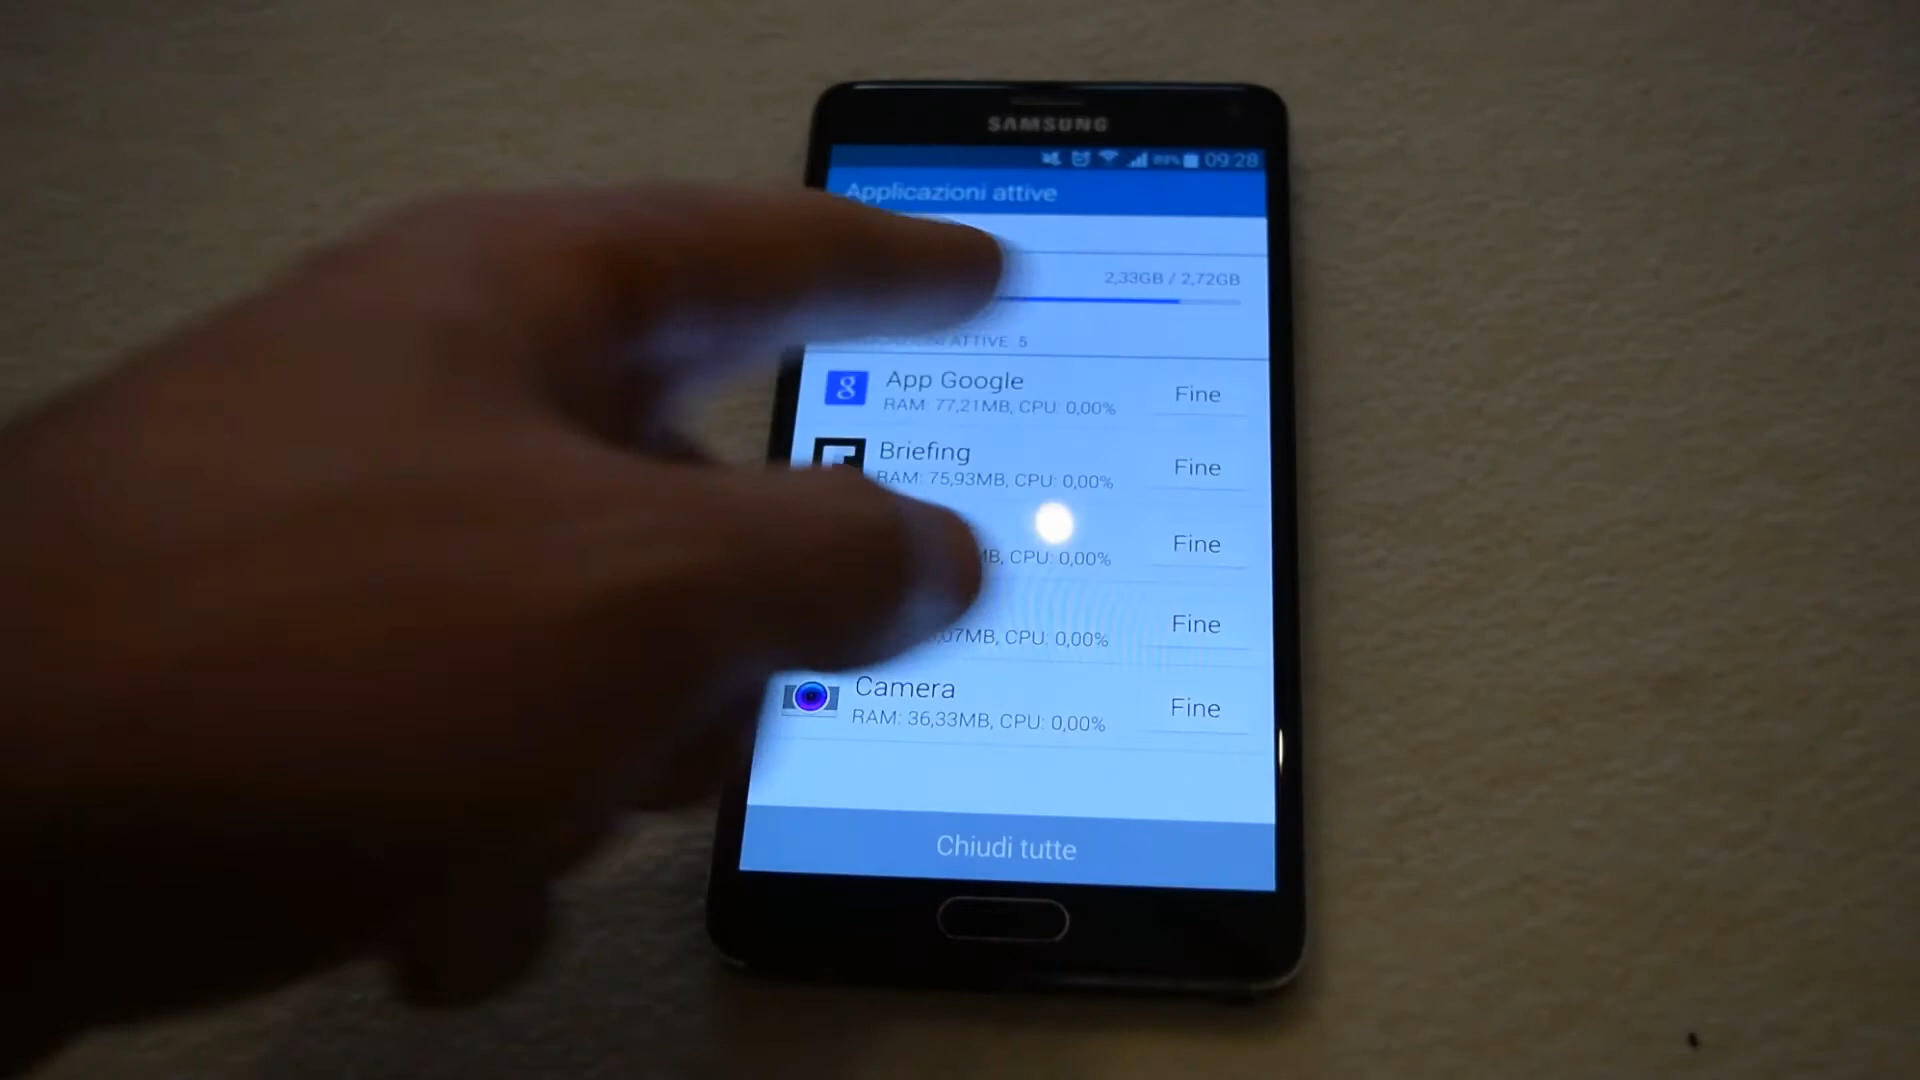 SAMSUNG
09:28
Applicazioni attive
2,33GB / 2,72GB
ATTIVE 5
App Google
RAM: 77,21MB, CPU: 0,00%
Fine
Briefing
RAM: 75,93MB, CPU: 0,00%
Fine
MB, CPU: 0,00%
Fine
,07MB, CPU: 0,00%
Fine
Camera
RAM: 36,33MB, CPU: 0,00%
Fine
Chiudi tutte